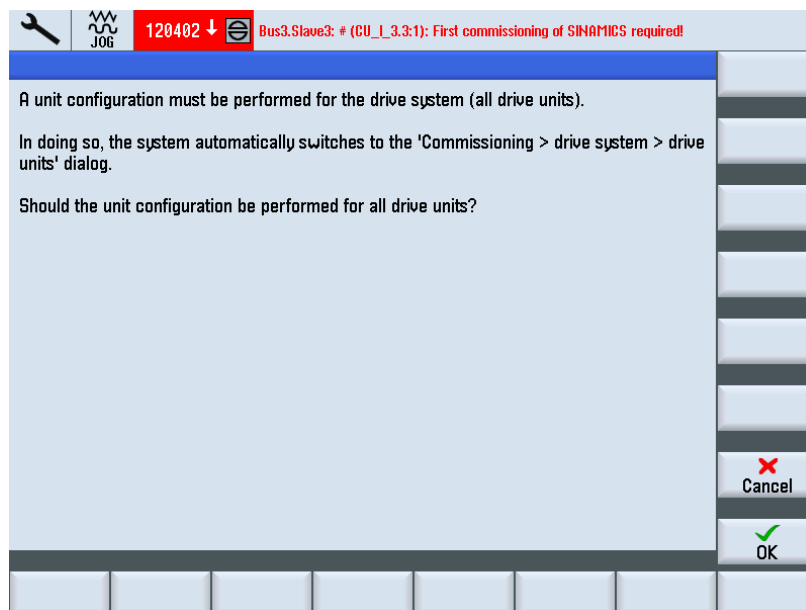 JOG
120402
Bus3.Slave3: # (CU_I_3.3:1): First commissioning of SINAMICS required!
A unit configuration must be performed for the drive system (all drive units).
In doing so, the system automatically switches to the 'Commissioning > drive system > drive
units' dialog.
Should the unit configuration be performed for all drive units?
Cancel
OK